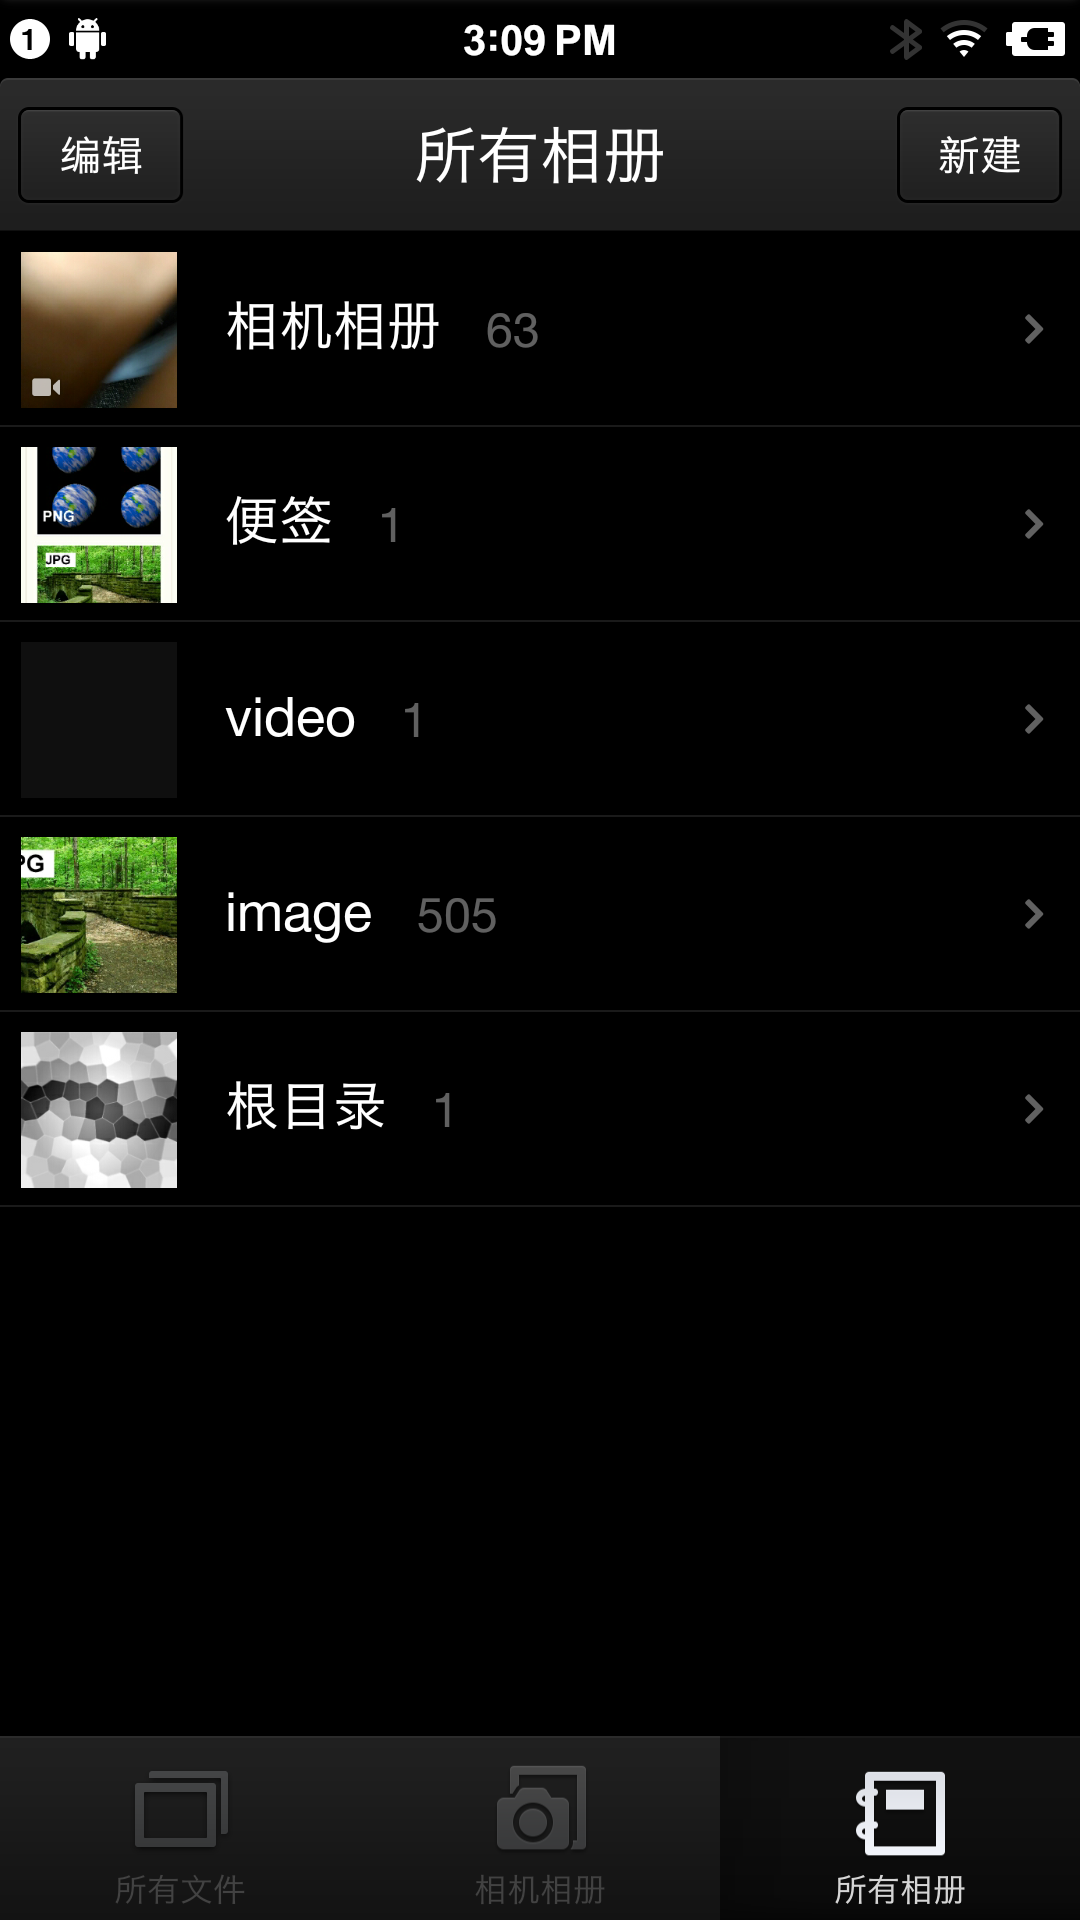 1 3:09 PM
编辑 所有相册 新建
相机相册 63
PNG
JPG
便签 1
video 1
PG
image 505
根目录 1
所有文件 相机相册 所有相册